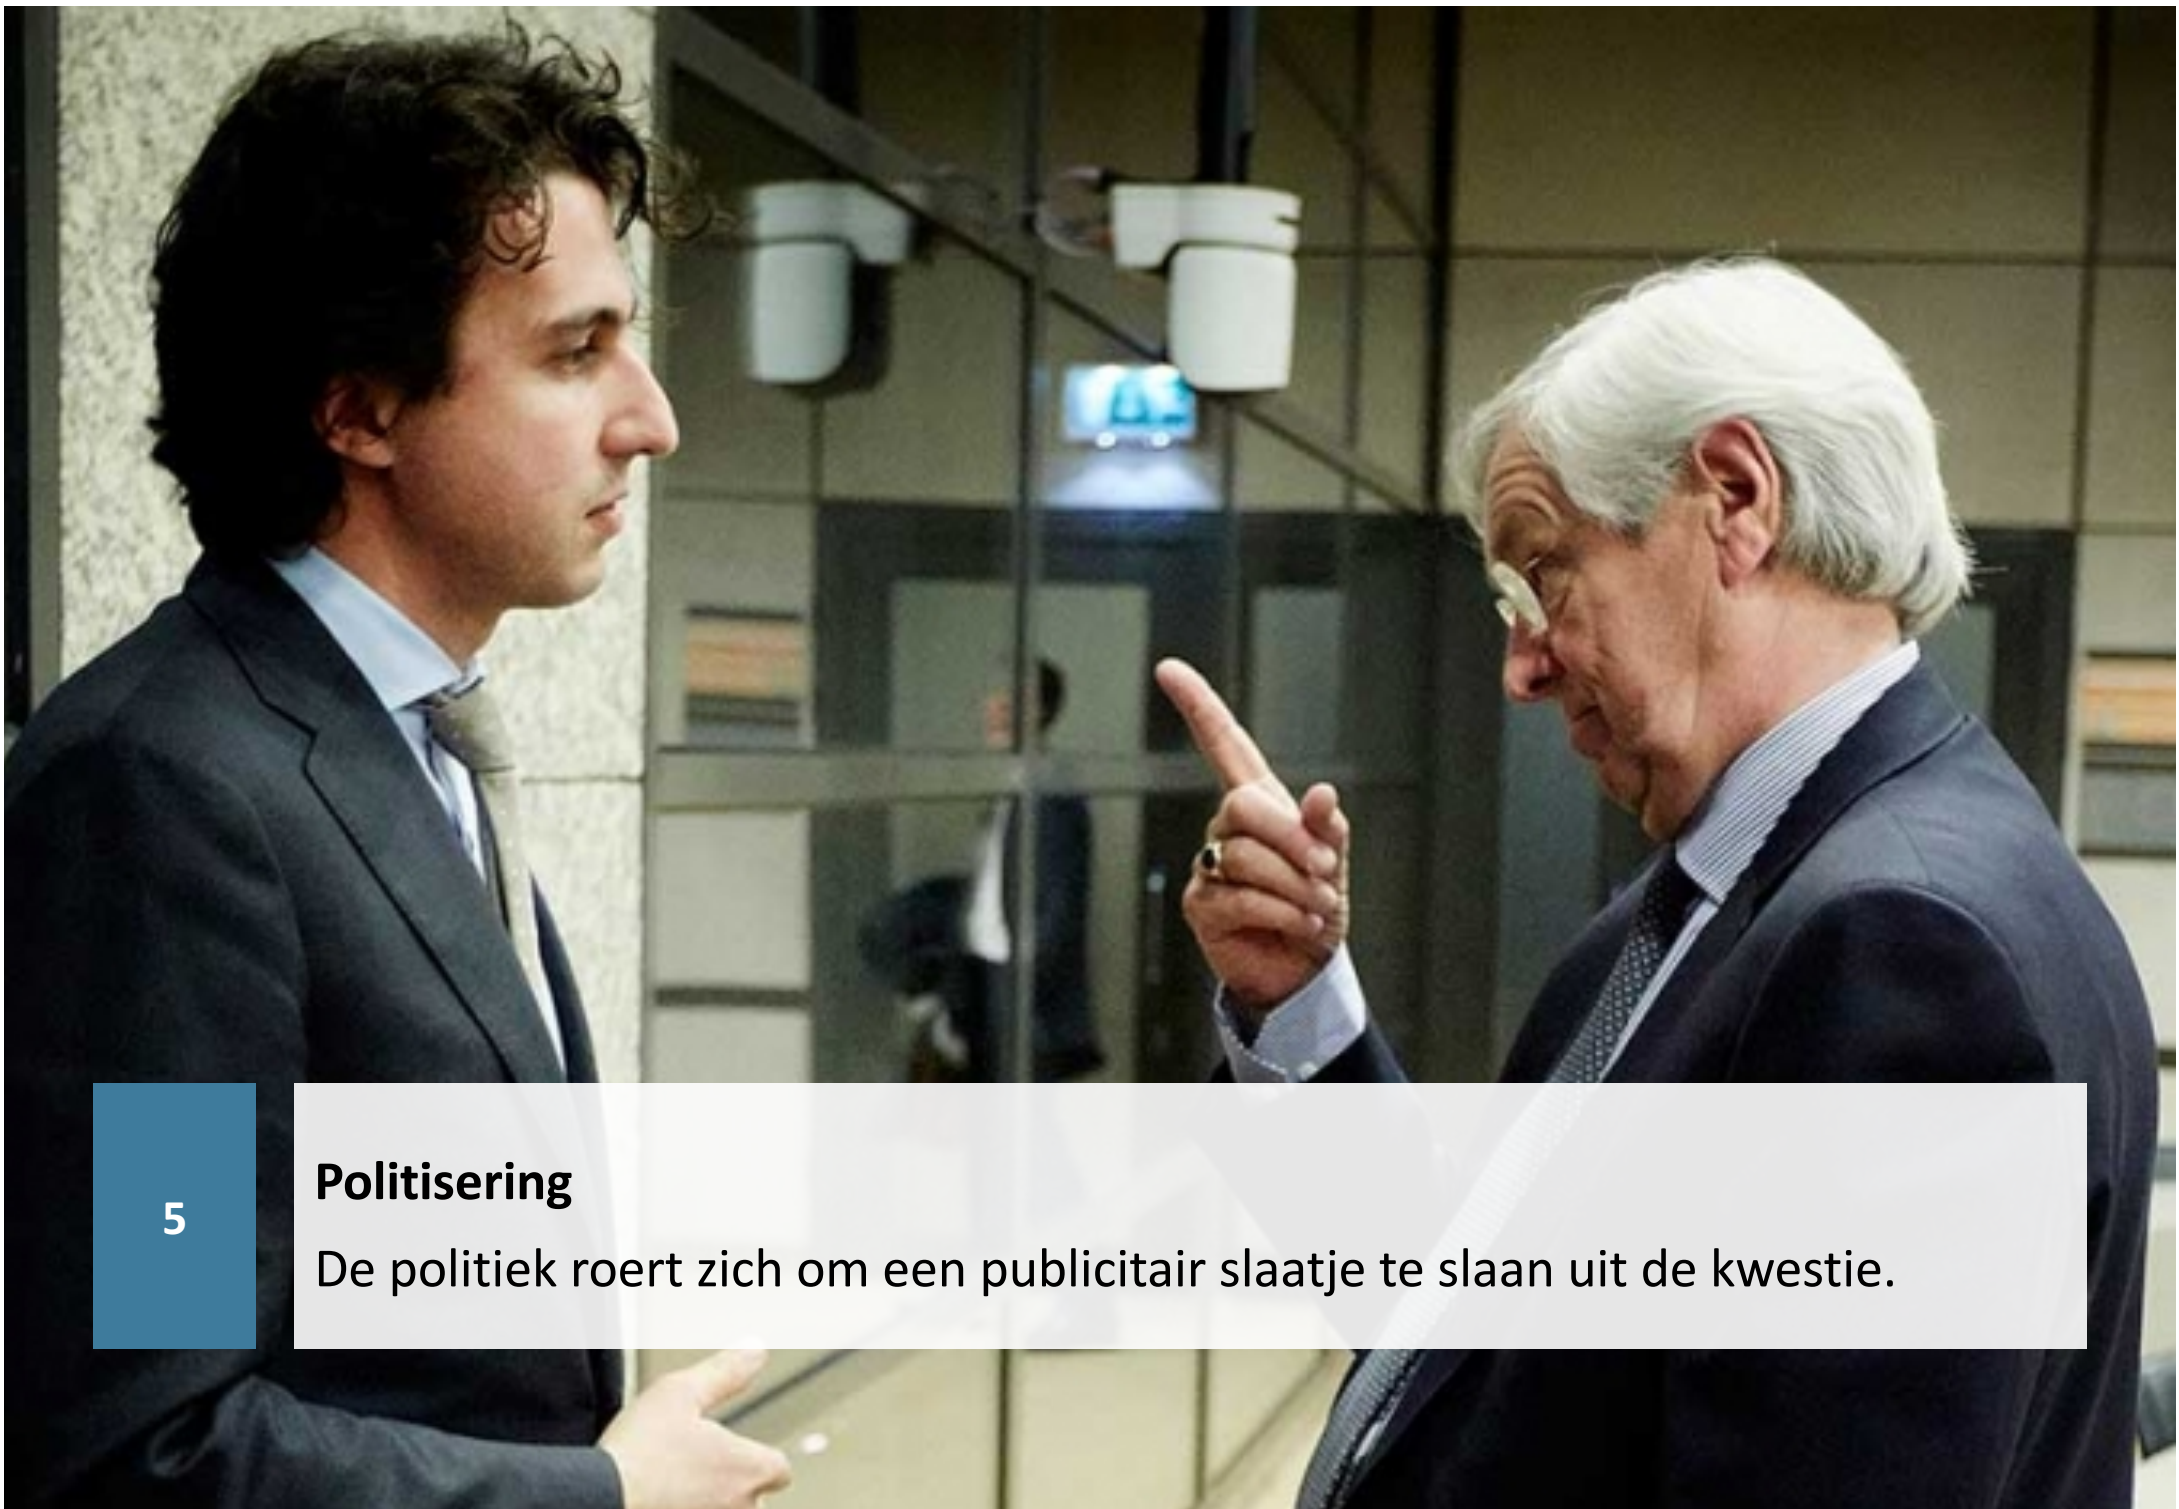 5
Politisering
De politiek roert zich om een publicitair slaatje te slaan uit de kwestie.